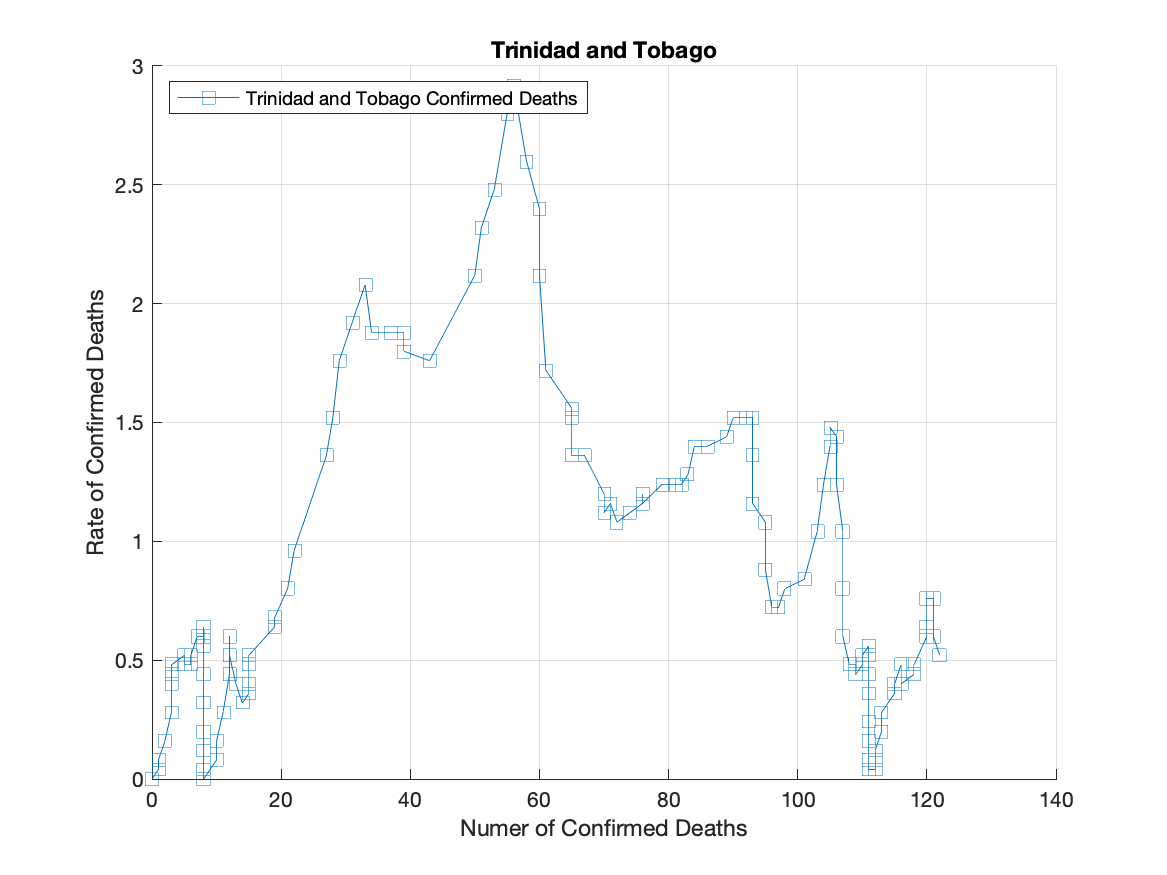 Trinidad and Tobago
Trinidad and Tobago Confirmed Deaths
3
2.5
2
1.5
1
0.5
0
Rate of Confirmed Deaths
0 20 40 60 80 100 120 140
Numer of Confirmed Deaths